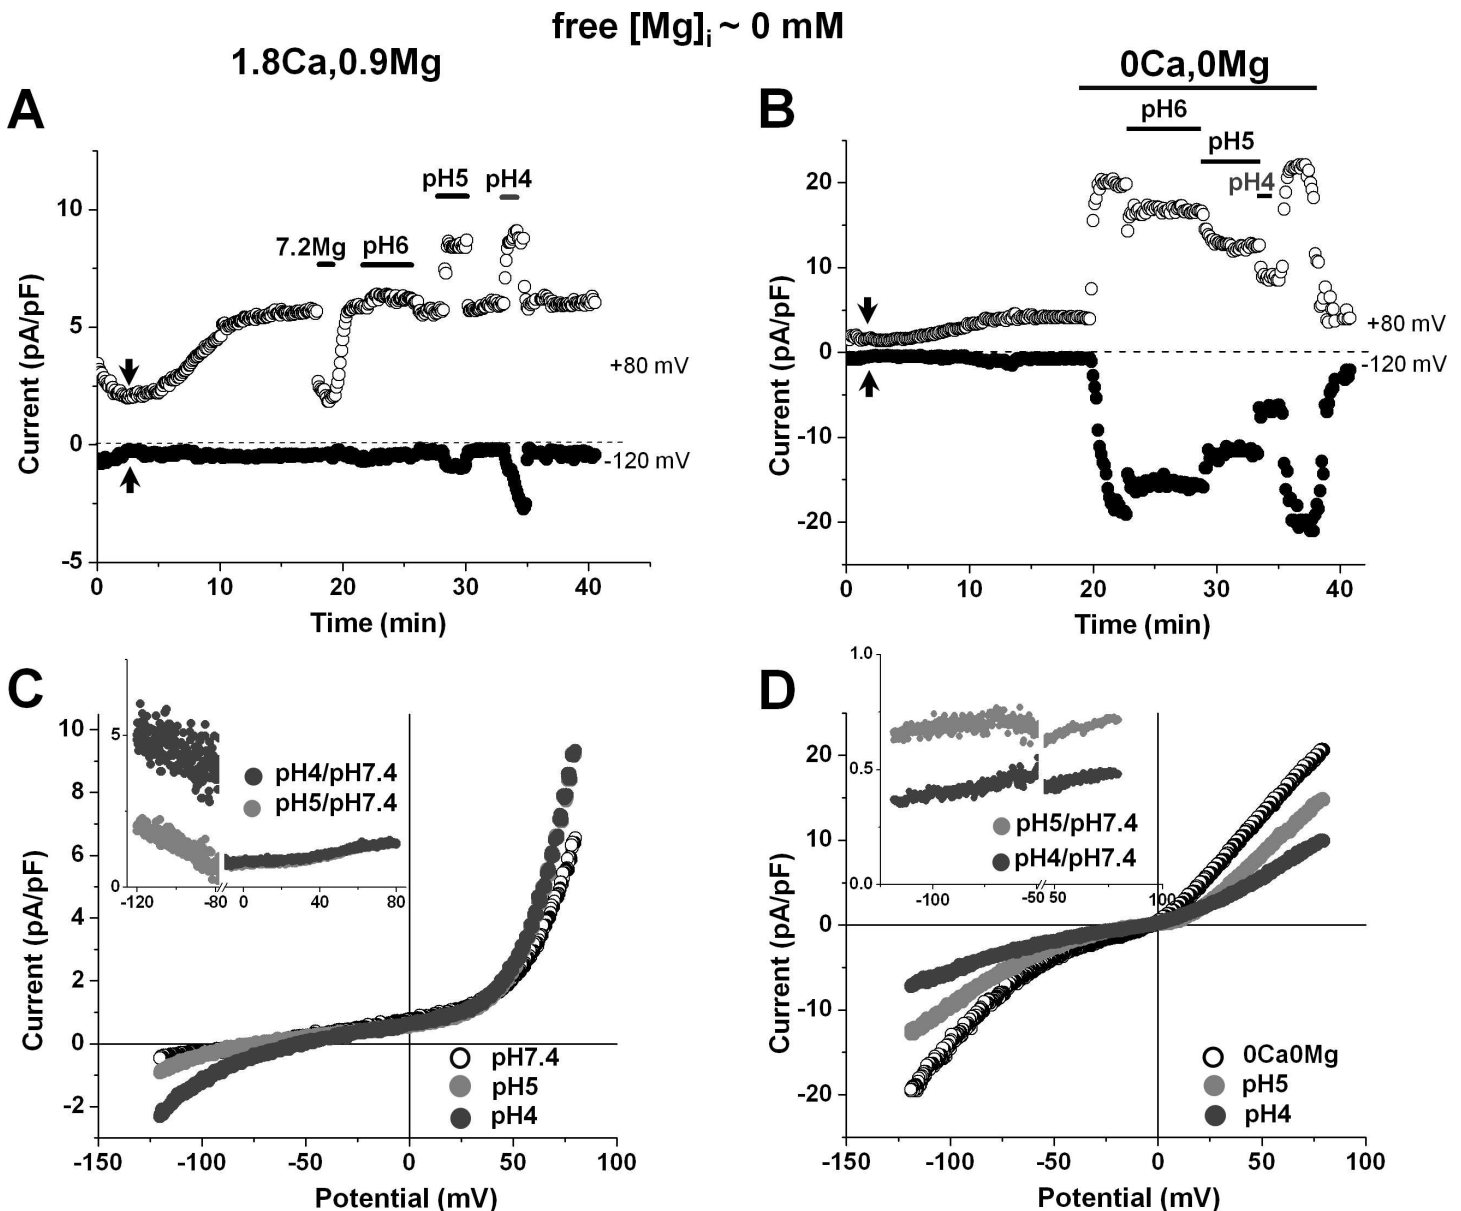 free [Mg]i ~ 0 mM
1.8Ca,0.9Mg
0Ca,0Mg
A
10
5
0
-5
0
10
20
30
40
Current (pA/pF)
Time (min)
7.2Mg
pH6
pH5
pH4
+80 mV
-120 mV
B
20
10
0
-10
-20
0
10
20
30
40
Current (pA/pF)
Time (min)
pH6
pH5
pH4
+80 mV
-120 mV
C
10
8
6
4
2
0
-2
-150
-100
-50
0
50
100
Current (pA/pF)
Potential (mV)
5
0
-120
-80
0
40
80
pH4/pH7.4
pH5/pH7.4
pH7.4
pH5
pH4
D
20
10
0
-10
-20
-150
-100
-50
0
50
100
Current (pA/pF)
Potential (mV)
1.0
0.5
0.0
-100
-50
50
100
pH5/pH7.4
pH4/pH7.4
0Ca0Mg
pH5
pH4